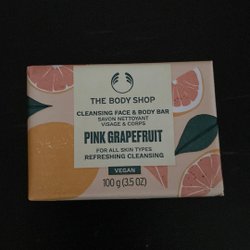 THE BODY SHOP
CLEANSING FACE & BODY BAR
SAVON NETTOYANT
VISAGE & CORPS
PINK GRAPEFRUIT
FOR ALL SKIN TYPES
REFRESHING CLEANSING
VEGAN
100 g (3.5 OZ)